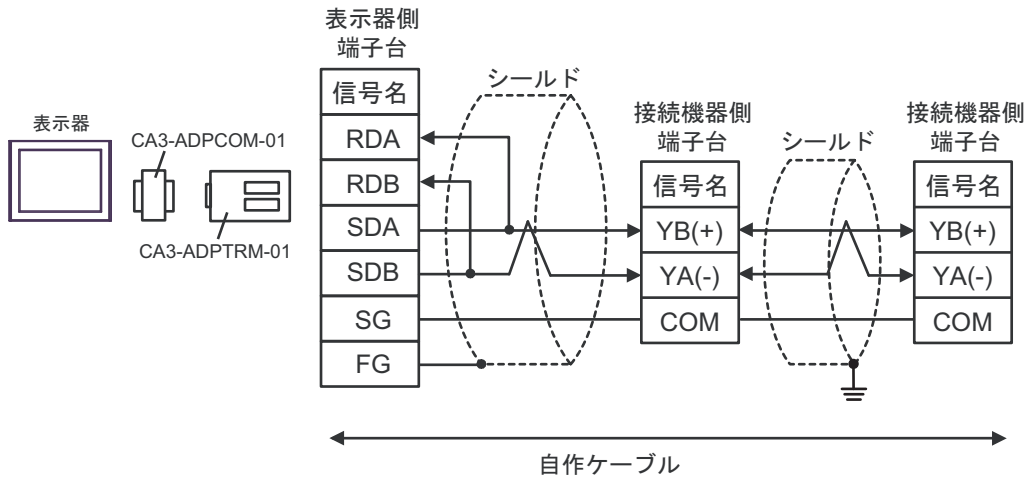 表示器
CA3-ADPCOM-01
CA3-ADPTRM-01
表示器側
端子台
信号名
RDA
RDB
SDA
SDB
SG
FG
シールド
接続機器側
端子台
信号名
YB(+)
YA(-)
COM
シールド
接続機器側
端子台
信号名
YB(+)
YA(-)
COM
自作ケーブル